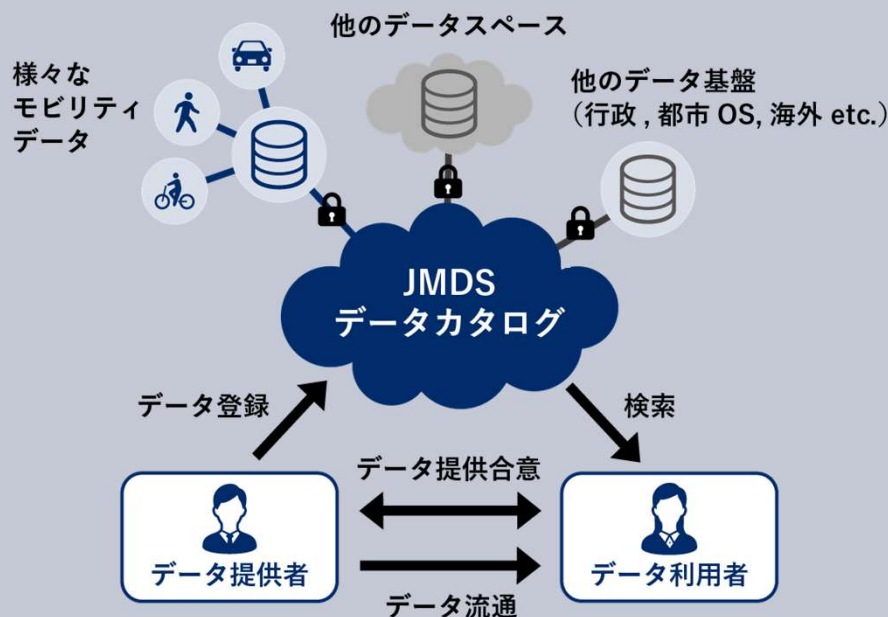 他のデータスペース
様々な
モビリティ
データ
他のデータ基盤
（行政 , 都市 OS, 海外 etc.）
JMDS
データカタログ
データ登録
検索
データ提供合意
データ提供者
データ利用者
データ流通